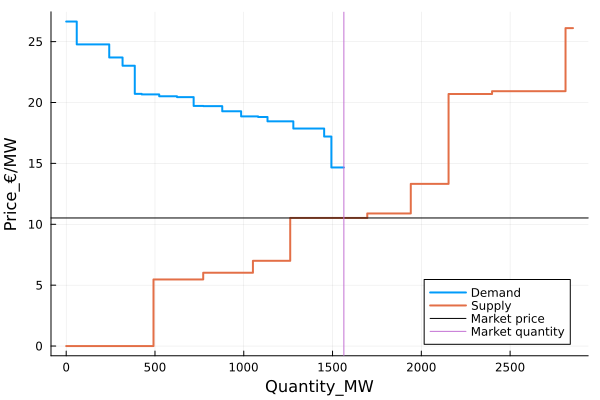 Price_€/MW
25
20
15
10
5
0
0
500
1000
1500
2000
2500
Quantity_MW
Demand
Supply
Market price
Market quantity